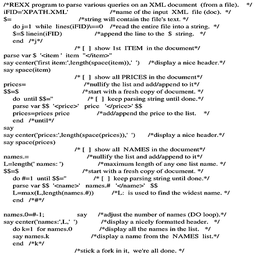 /*REXX program to parse various queries on an XML document (from a file). */
iFID='XPATH.XML' /*name of the input XML file (doc). */
$= /*string will contain the file's text. */
do j=1 while lines(iFID)\==0 /*read the entire file into a string. */
$=$ linein(iFID) /*append the line to the $ string. */
end /*j*/
/* [ ] show 1st ITEM in the document*/
parse var $ '<item ' item '</item>'
say center('first item:',length(space(item)),' ') /*display a nice header.*/
say space(item)
/* [ ] show all PRICES in the document*/
prices= /*nullify the list and add/append to it*/
$$=$ /*start with a fresh copy of document. */
do until $$='' /* [ ] keep parsing string until done.*/
parse var $$ '<price>' price '</price>' $$
prices=prices price /*add/append the price to the list. */
end /*until*/
say
say center('prices:',length(space(prices)),' ') /*display a nice header.*/
say space(prices)
/* [ ] show all NAMES in the document*/
names.= /*nullify the list and add/append to it*/
L=length(' names: ') /*maximum length of any one list name. */
$$=$ /*start with a fresh copy of document. */
do #=1 until $$='' /* [ ] keep parsing string until done.*/
parse var $$ '<name>' names.# '</name>' $$
L=max(L,length(names.#)) /*L: is used to find the widest name. */
end /*#*/
names.0=#-1; say /*adjust the number of names (DO loop).*/
say center('names:',L,' ') /*display a nicely formatted header. */
do k=1 for names.0 /*display all the names in the list. */
say names.k /*display a name from the NAMES list.*/
end /*k*/
/*stick a fork in it, we're all done. */